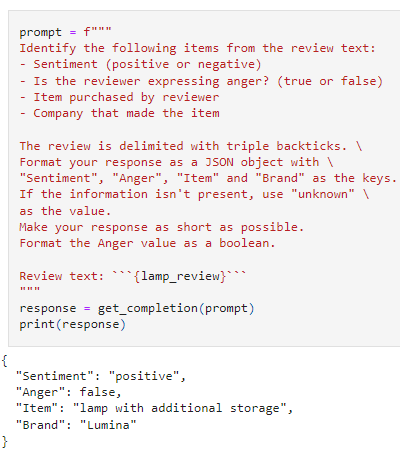 prompt = f"""
Identify the following items from the review text:
- Sentiment (positive or negative)
- Is the reviewer expressing anger? (true or false)
- Item purchased by reviewer
- Company that made the item

The review is delimited with triple backticks. \
Format your response as a JSON object with \
"Sentiment", "Anger", "Item" and "Brand" as the keys.
If the information isn't present, use "unknown" \
as the value.
Make your response as short as possible.
Format the Anger value as a boolean.

Review text: ```{lamp_review}```
"""
response = get_completion(prompt)
print(response)
{
  "Sentiment": "positive",
  "Anger": false,
  "Item": "lamp with additional storage",
  "Brand": "Lumina"
}